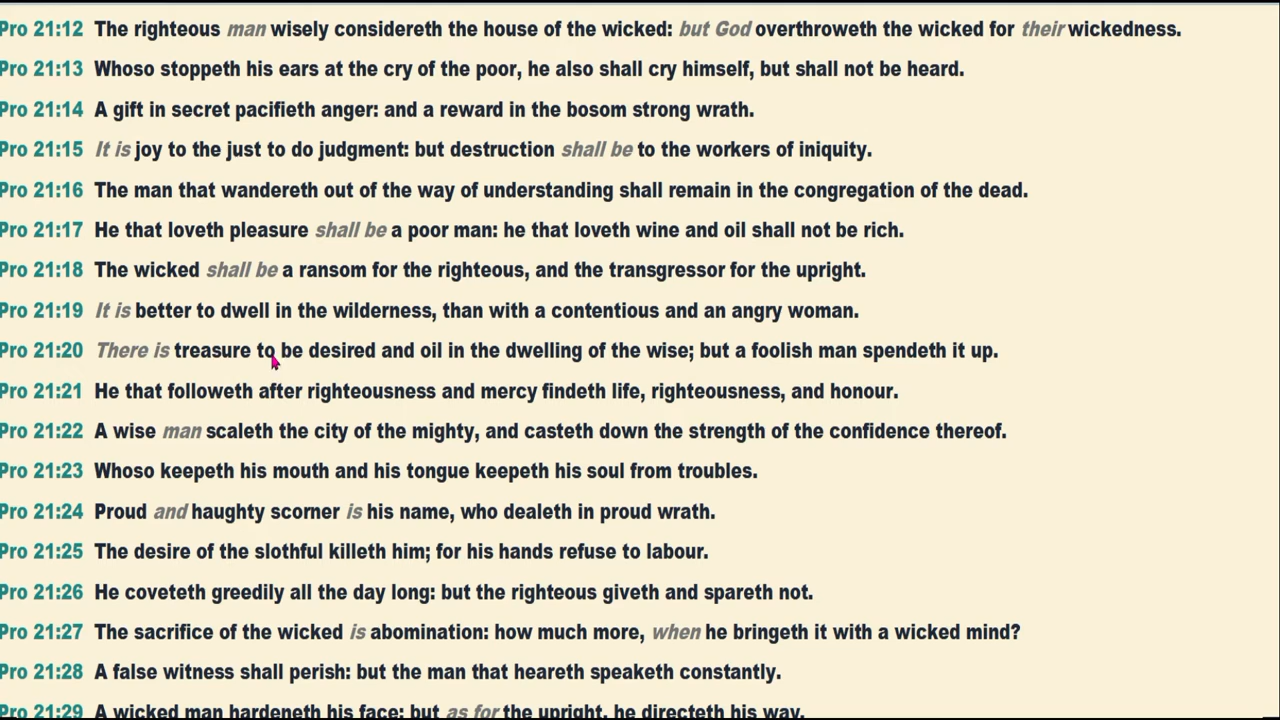 Pro 21:12 The righteous man wisely considereth the house of the wicked: but God overthroweth the wicked for their wickedness.
Pro 21:13 Whoso stoppeth his ears at the cry of the poor, he also shall cry himself, but shall not be heard.
Pro 21:14 A gift in secret pacifieth anger: and a reward in the bosom strong wrath.
Pro 21:15 It is joy to the just to do judgment: but destruction shall be to the workers of iniquity.
Pro 21:16 The man that wandereth out of the way of understanding shall remain in the congregation of the dead.
Pro 21:17 He that loveth pleasure shall be a poor man: he that loveth wine and oil shall not be rich.
Pro 21:18 The wicked shall be a ransom for the righteous, and the transgressor for the upright.
Pro 21:19 It is better to dwell in the wilderness, than with a contentious and an angry woman.
Pro 21:20 There is treasure to be desired and oil in the dwelling of the wise; but a foolish man spendeth it up.
Pro 21:21 He that followeth after righteousness and mercy findeth life, righteousness, and honour.
Pro 21:22 A wise man scaleth the city of the mighty, and casteth down the strength of the confidence thereof.
Pro 21:23 Whoso keepeth his mouth and his tongue keepeth his soul from troubles.
Pro 21:24 Proud and haughty scorner is his name, who dealeth in proud wrath.
Pro 21:25 The desire of the slothful killeth him; for his hands refuse to labour.
Pro 21:26 He coveteth greedily all the day long: but the righteous giveth and spareth not.
Pro 21:27 The sacrifice of the wicked is abomination: how much more, when he bringeth it with a wicked mind?
Pro 21:28 A false witness shall perish: but the man that heareth speaketh constantly.
Pro 21:29 A wicked man hardeneth his face: but as for the upright, he directeth his way.